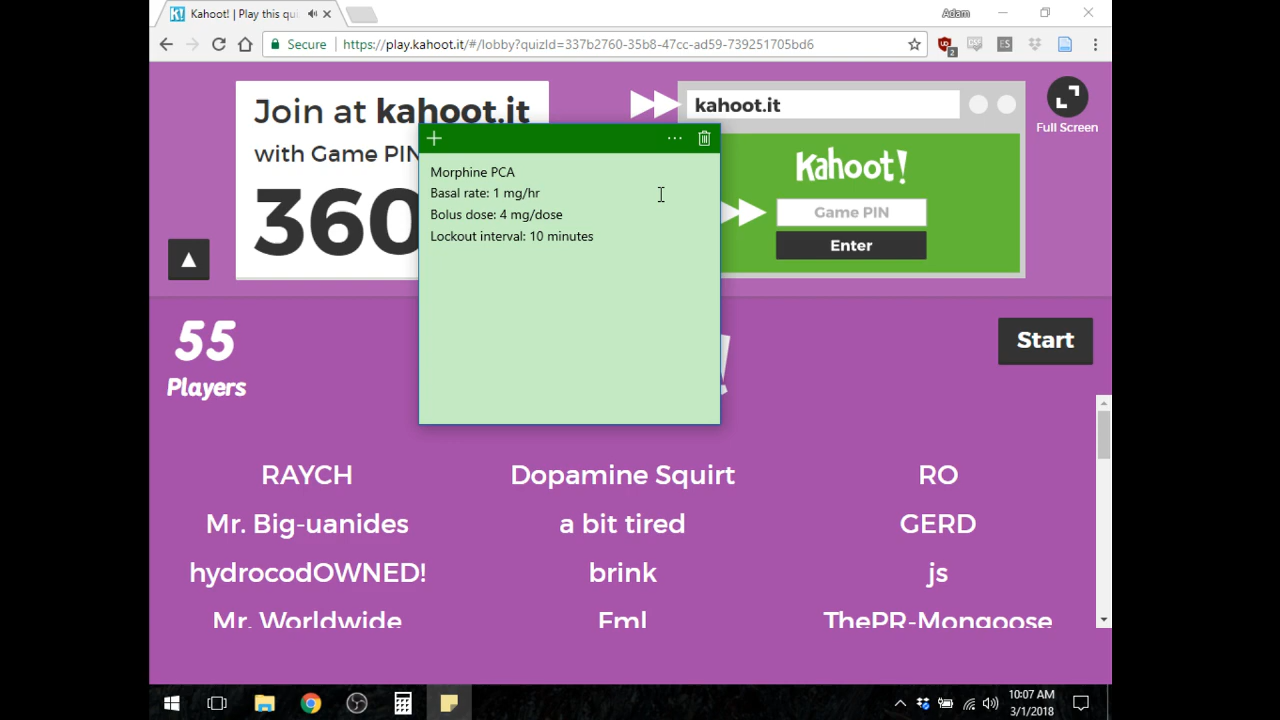 Kahoot! | Play this qui
Adam
Secure
https://play.kahoot.it/#/lobby?quizId=337b2760-35b8-47cc-ad59-739251705bd6
2
ES
Join at kahoot.it
with Game PIN
360
kahoot.it
Full Screen
Kahoot!
Game PIN
Enter
Morphine PCA
Basal rate: 1 mg/hr
Bolus dose: 4 mg/dose
Lockout interval: 10 minutes
55
Players
Start
RAYCH
Dopamine Squirt
RO
Mr. Big-uanides
a bit tired
GERD
hydrocodOWNED!
brink
js
Mr. Worldwide
Fml
ThePR-Mongoose
10:07 AM
3/1/2018